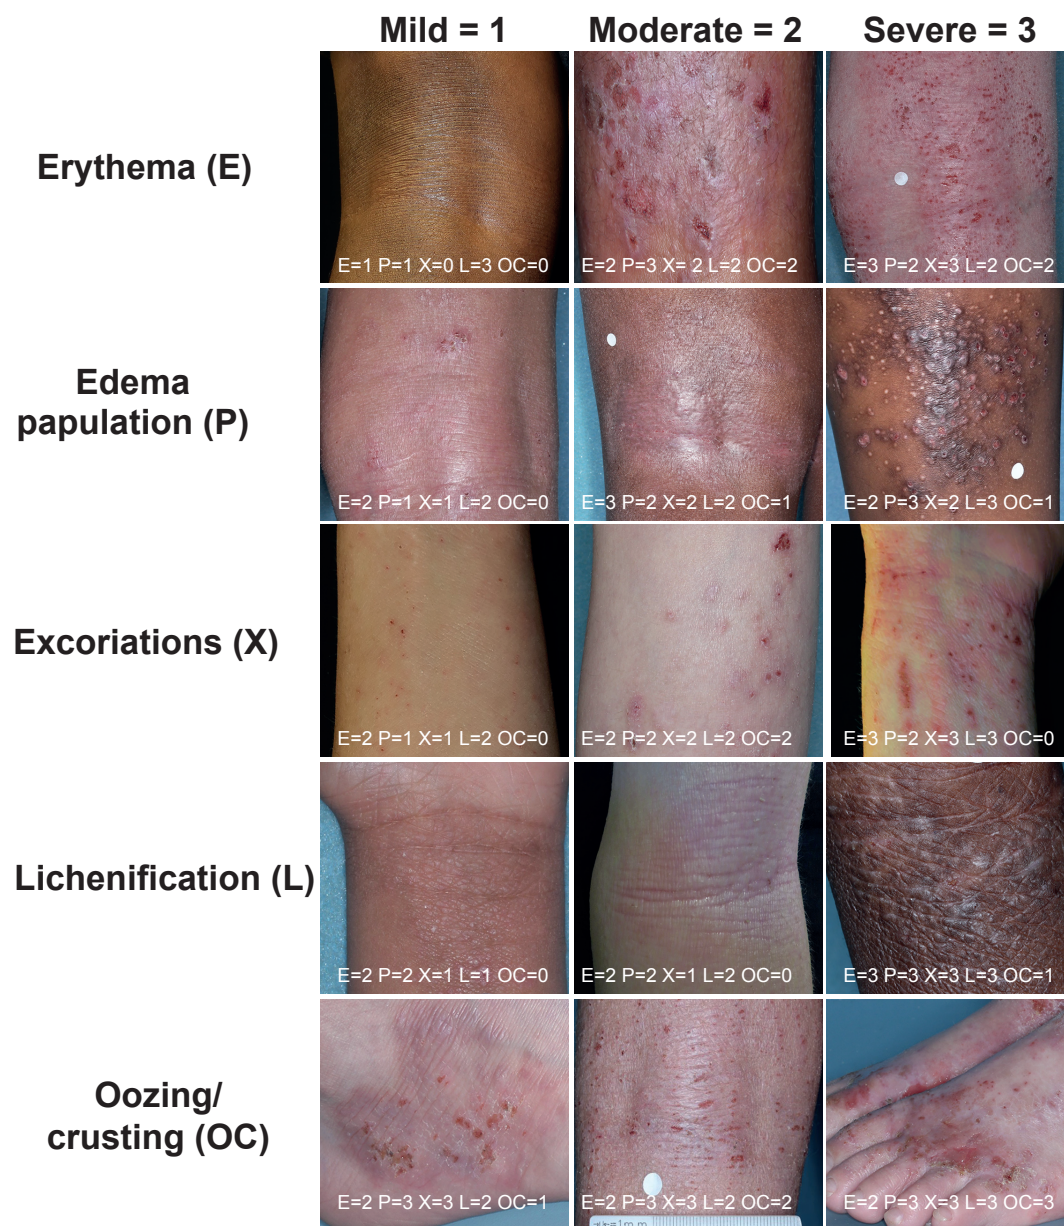 Mild = 1 Moderate = 2 Severe = 3
Erythema (E)
E=1 P=1 X=0 L=3 OC=0
E=2 P=3 X= 2 L=2 OC=2
E=3 P=2 X=3 L=2 OC=2
Edema
papulation (P)
E=2 P=1 X=1 L=2 OC=0
E=3 P=2 X=2 L=2 OC=1
E=2 P=3 X=2 L=3 OC=1
Excoriations (X)
E=2 P=1 X=1 L=2 OC=0
E=2 P=2 X=2 L=2 OC=2
E=3 P=2 X=3 L=3 OC=0
Lichenification (L)
E=2 P=2 X=1 L=1 OC=0
E=2 P=2 X=1 L=2 OC=0
E=3 P=3 X=3 L=3 OC=1
Oozing/
crusting (OC)
E=2 P=3 X=3 L=2 OC=1
E=2 P=3 X=3 L=2 OC=2
E=2 P=3 X=3 L=3 OC=3